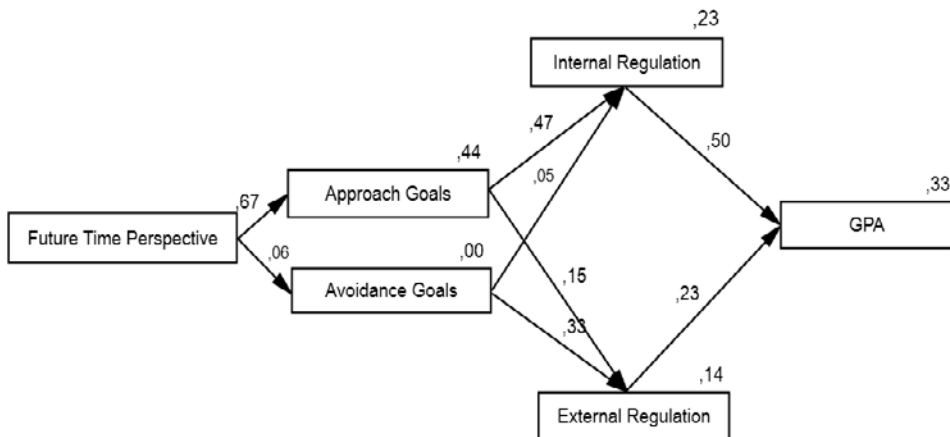 ,23
Internal Regulation
,47
,50
,44
,05
,33
Approach Goals
,67
GPA
Future Time Perspective
,00
,06
,15
Avoidance Goals
,23
,33
,14
External Regulation